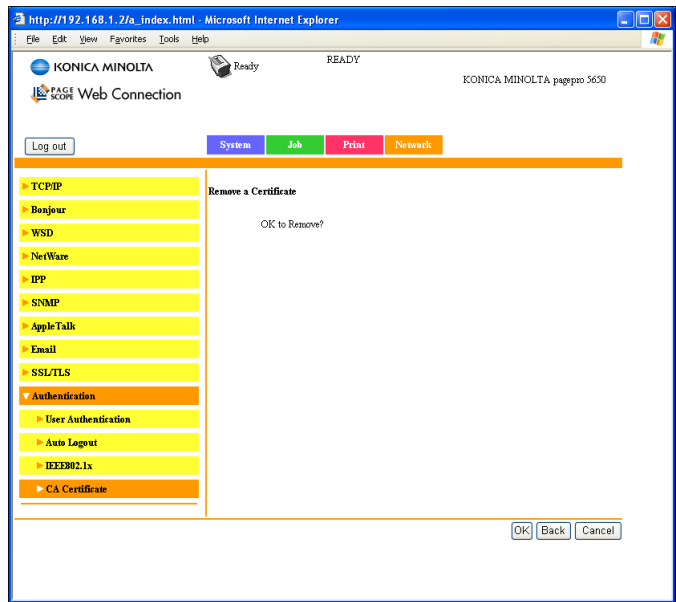 http://192.168.1.2/a_index.html - Microsoft Internet Explorer
File Edit View Favorites Tools Help
KONICA MINOLTA
Ready
READY
KONICA MINOLTA pagepro 5650
PAGE SCOPE Web Connection
Log out
System Job Print Network
TCP/IP
Remove a Certificate
Bonjour
OK to Remove?
WSD
NetWare
IPP
SNMP
AppleTalk
Email
SSL/TLS
Authentication
User Authentication
Auto Logout
IEEE802.1x
CA Certificate
OK Back Cancel